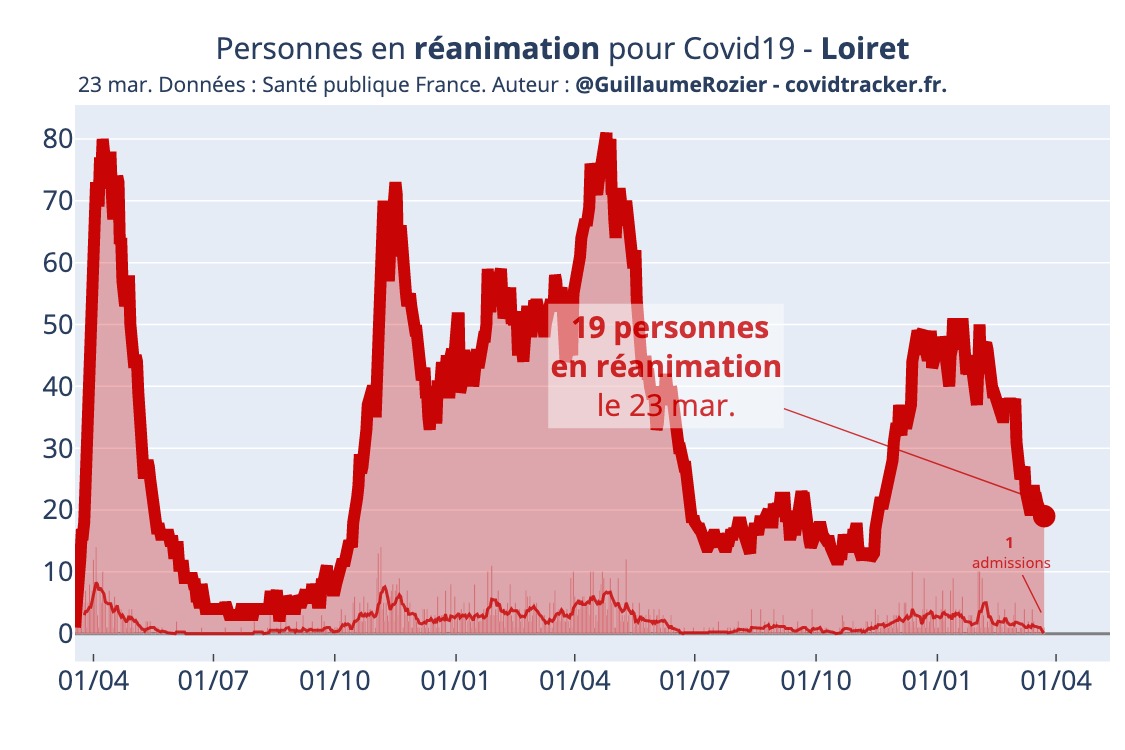 Personnes en réanimation pour Covid19 - Loiret
23 mar. Données : Santé publique France. Auteur : @GuillaumeRozier - covidtracker.fr.
80
70
60
50
40
30
20
10
0
19 personnes
en réanimation
le 23 mar.
1
admissions
01/04 01/07 01/10 01/01 01/04 01/07 01/10 01/01 01/04